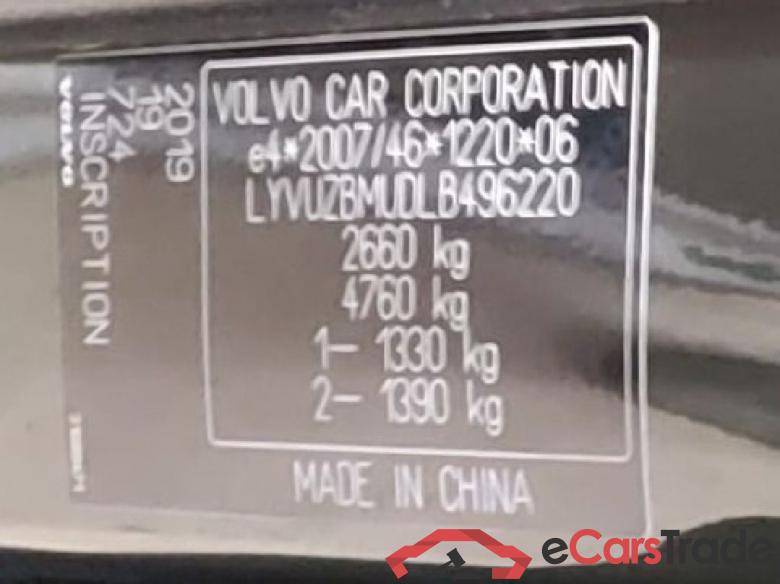 VOLVO CAR CORPORATION
e4*2007/46*1220*06
LYVUZBMUDLB496220
2660 kg
4760 kg
1- 1330 kg
2- 1390 kg
MADE IN CHINA
2019
19
724
INSCRIPTION
VOLVO
eCarsTrade